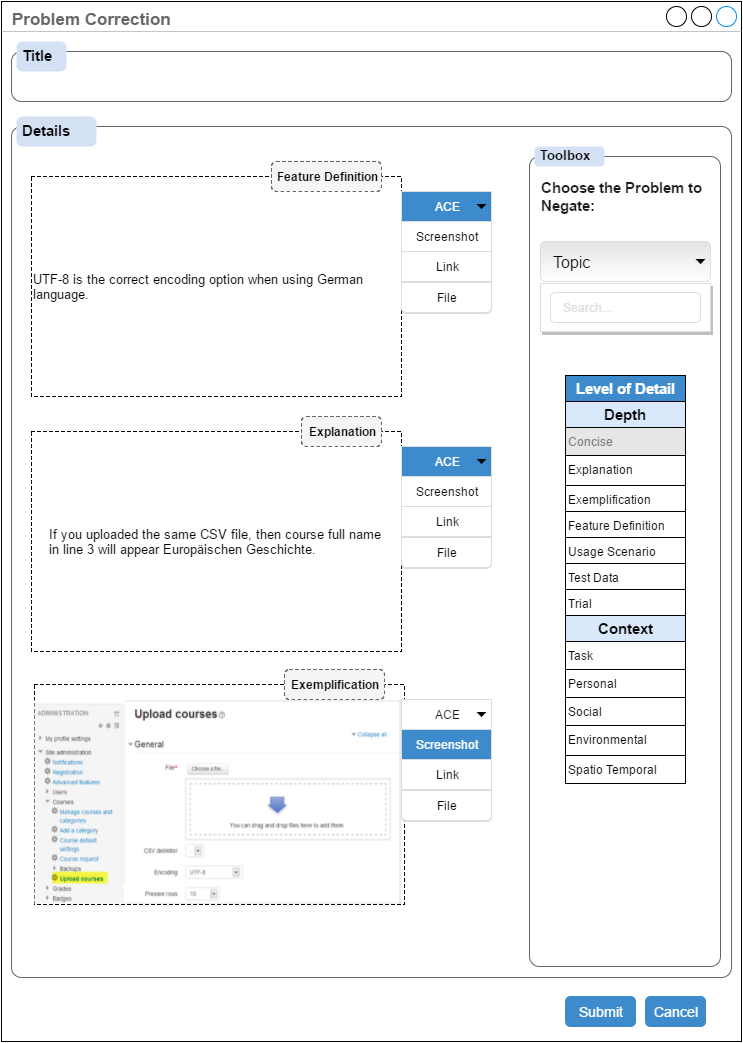 Problem Correction
Title
Details
Feature Definition
UTF-8 is the correct encoding option when using German
language.
ACE
Screenshot
Link
File
Explanation
If you uploaded the same CSV file, then course full name
in line 3 will appear Europäischen Geschichte.
ACE
Screenshot
Link
File
Exemplification
ADMINISTRATION
My profile settings
Site administration
Notifications
Registration
Advanced features
Users
Courses
Manage courses and
categories
Add a category
Course default
settings
Course request
Backups
Upload courses
Grades
Badges
Upload courses
Collapse all
General
File*
Choose a file...
You can drag and drop files here to add them.
CSV delimiter
Encoding
UTF-8
Preview rows
10
ACE
Screenshot
Link
File
Toolbox
Choose the Problem to
Negate:
Topic
Search...
Level of Detail
Depth
Concise
Explanation
Exemplification
Feature Definition
Usage Scenario
Test Data
Trial
Context
Task
Personal
Social
Environmental
Spatio Temporal
Submit
Cancel